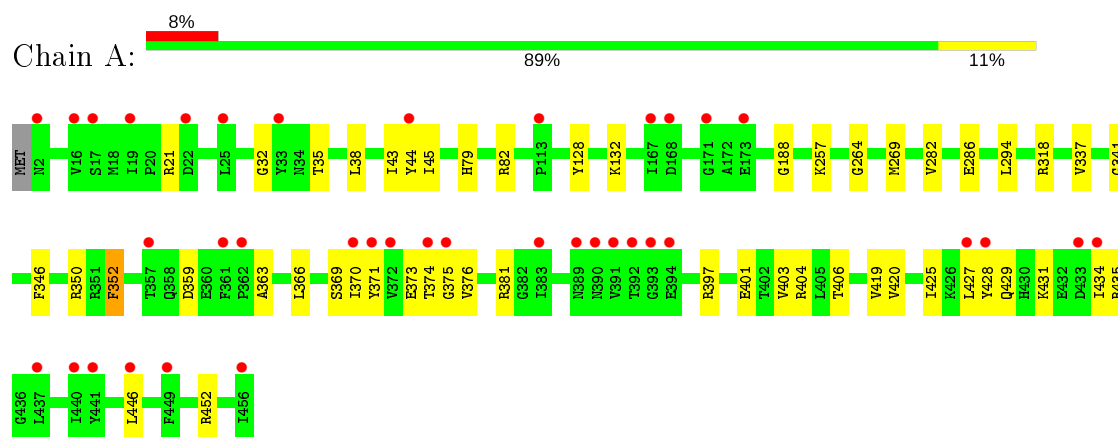 8%
Chain A:
89% 11%
MET N2 V16 S17 M18 I19 P20 R21 D22 L25 G32 Y33 N34 T35 L38 I43 Y44 I45 H79 R82 P113 Y128 K132 I167 D168 G171 A172 E173 G188 K257 G264 M269 V282 E286 L294 R318 V337 G341
F346 R350 R351 F352 T357 Q358 D359 E360 F361 P362 A363 L366 S369 I370 Y371 V372 E373 T374 G375 V376 R381 G382 I383 N389 N390 V391 T392 G393 E394 R397 E401 T402 V403 R404 L405 T406 V419 V420 I425 K426 L427 Y428 Q429 H430 K431 E432 D433 I434 R435
G436 L437 I440 Y441 L446 F449 R452 I456